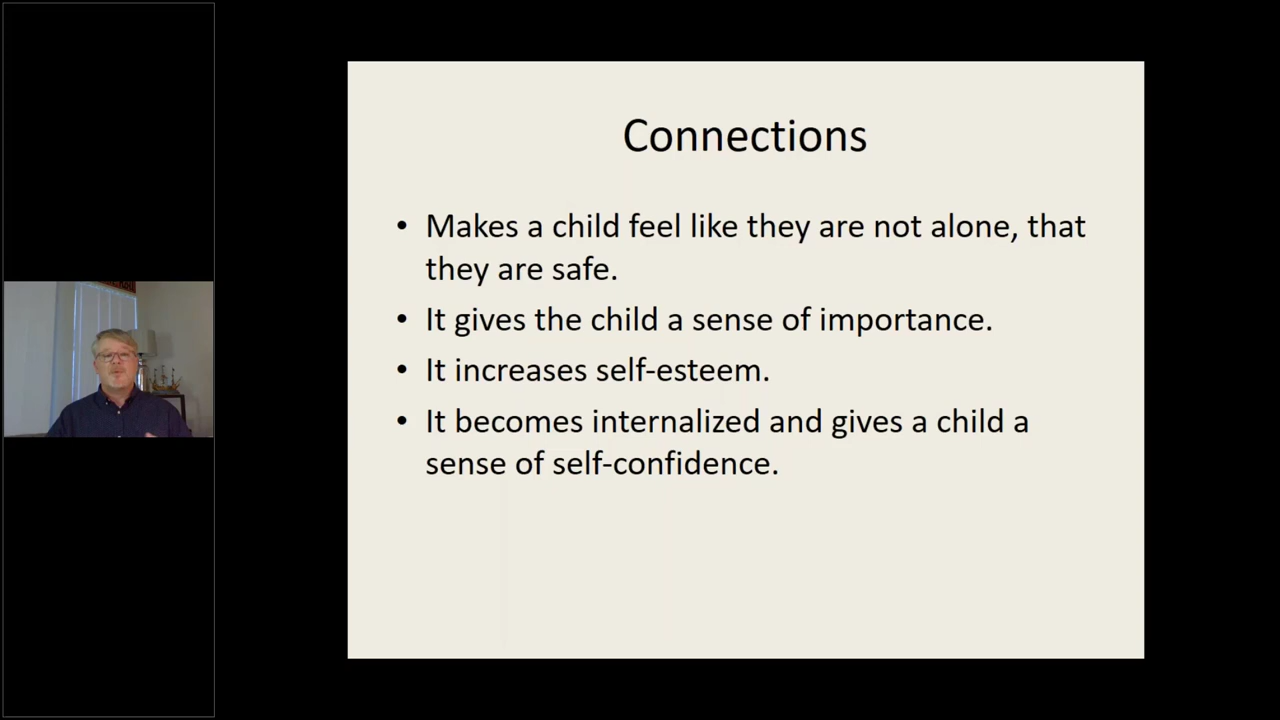 Connections
• Makes a child feel like they are not alone, that
they are safe.
• It gives the child a sense of importance.
• It increases self-esteem.
• It becomes internalized and gives a child a
sense of self-confidence.